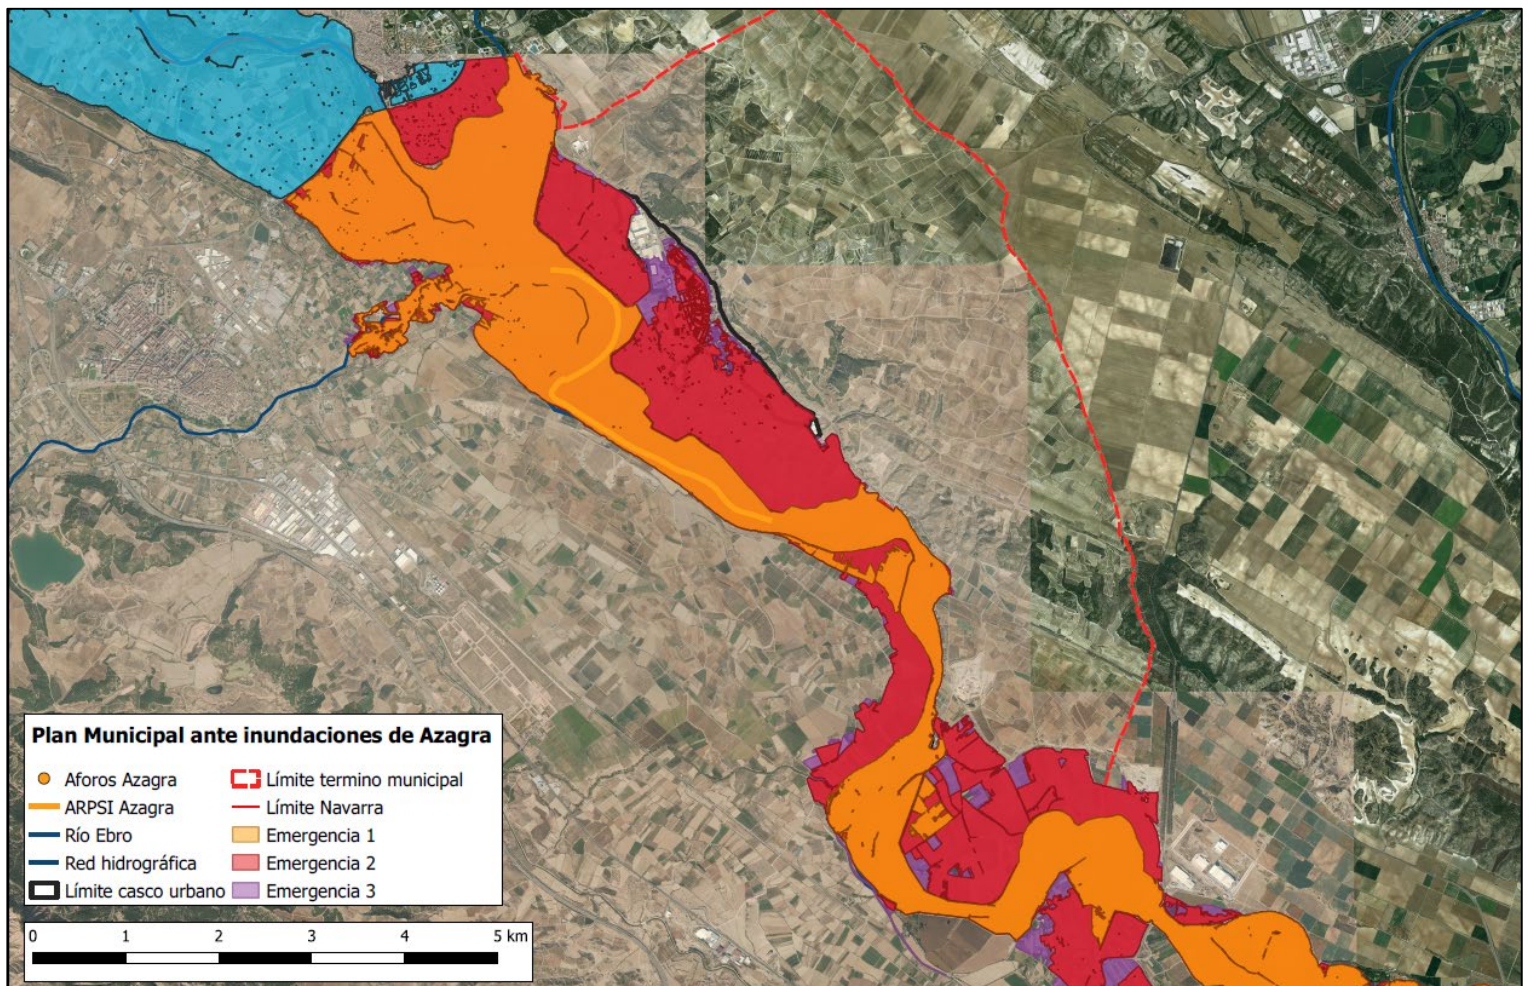 Plan Municipal ante inundaciones de Azagra
Aforos Azagra
ARPSI Azagra
Río Ebro
Red hidrográfica
Límite casco urbano
Límite termino municipal
Límite Navarra
Emergencia 1
Emergencia 2
Emergencia 3
0 1 2 3 4 5 km